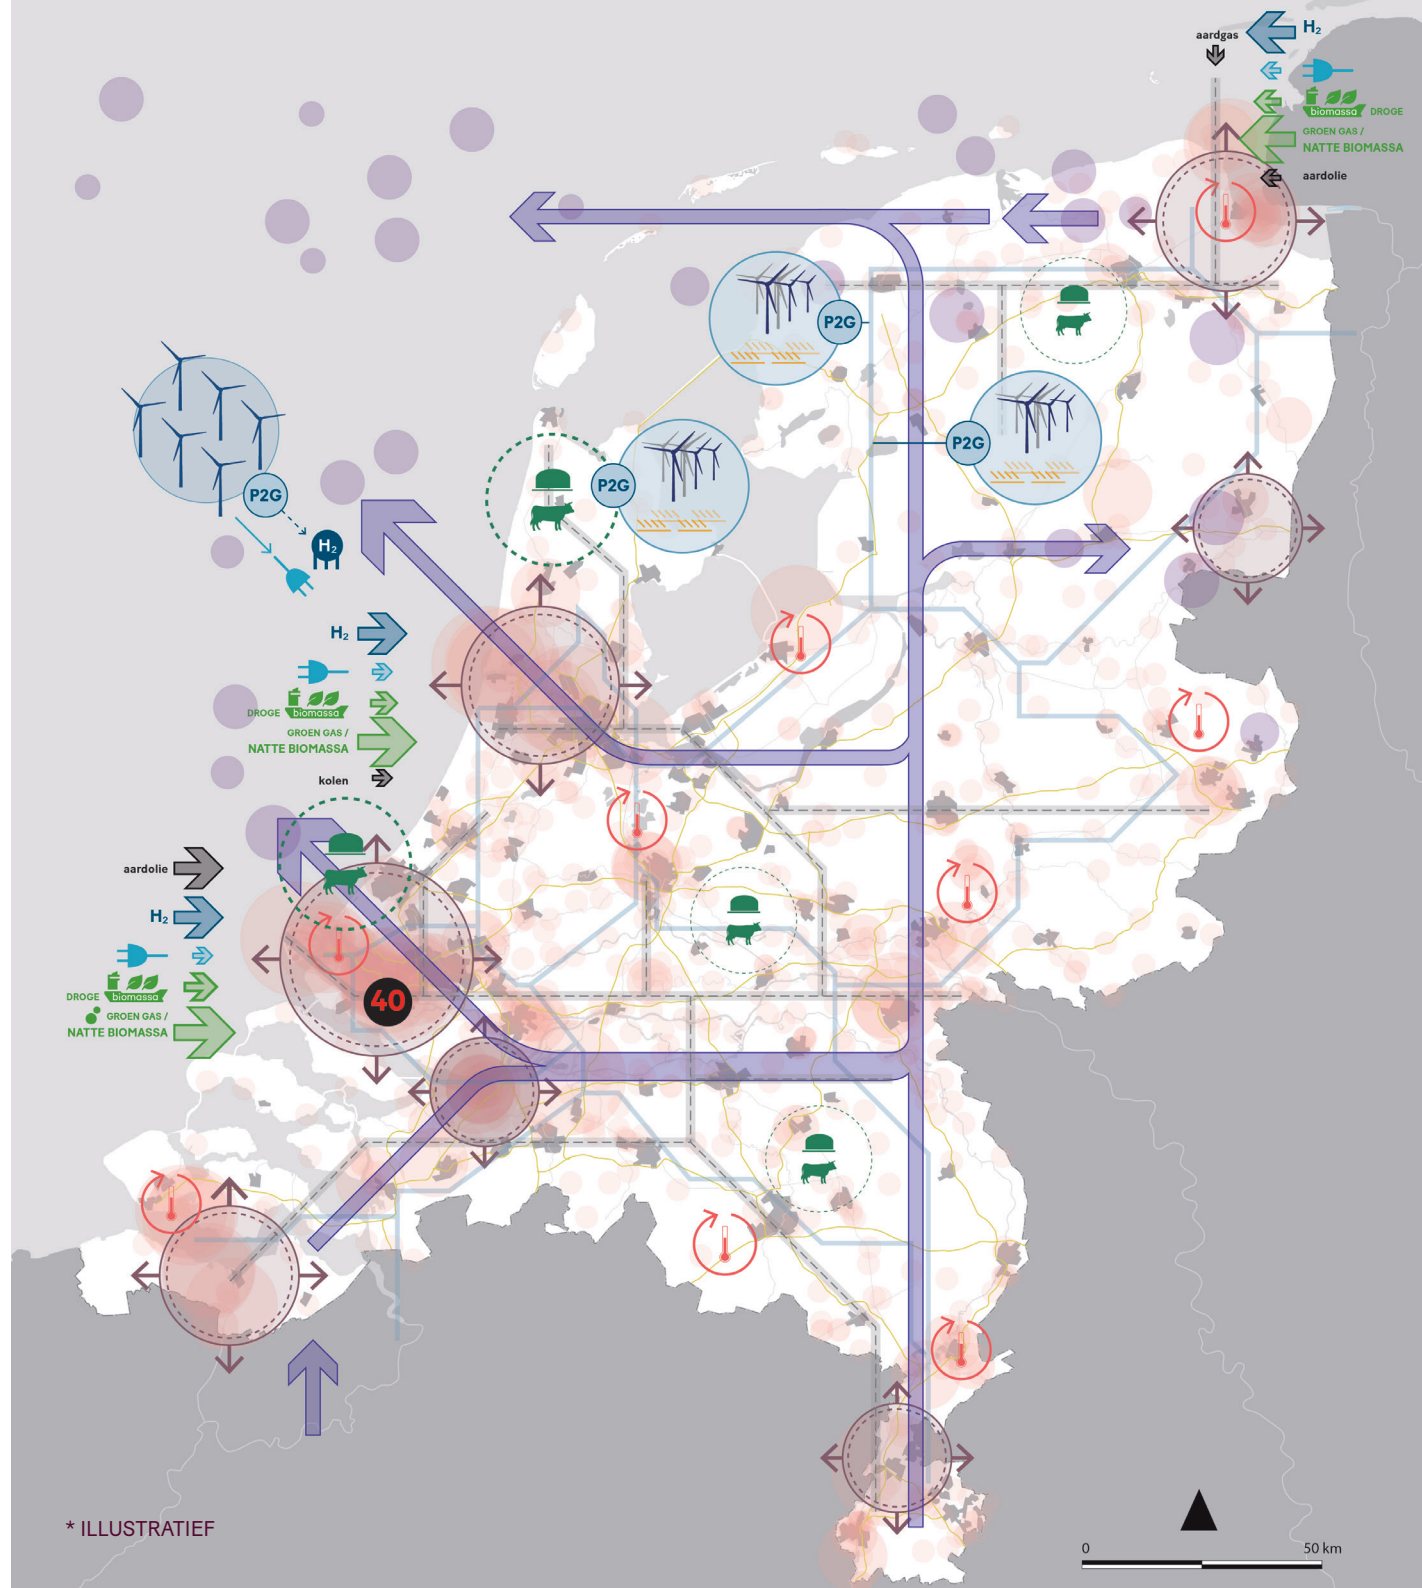 aardgas
H₂
biomassa DROGE
GROEN GAS /
NATTE BIOMASSA
aardolie
P2G
P2G
P2G
P2G
H₂
H₂
DROGE biomassa
GROEN GAS /
NATTE BIOMASSA
kolen
aardolie
H₂
DROGE biomassa
GROEN GAS /
NATTE BIOMASSA
40
* ILLUSTRATIEF
0 50 km